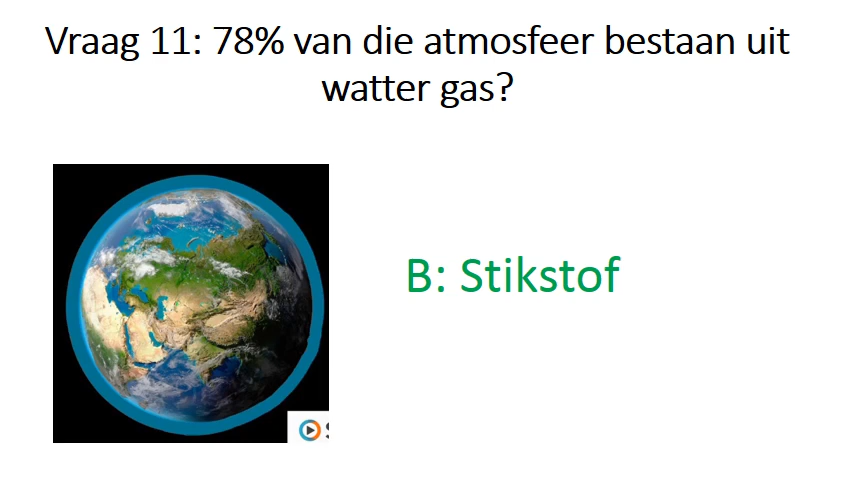 Vraag 11: 78% van die atmosfeer bestaan uit
watter gas?
B: Stikstof